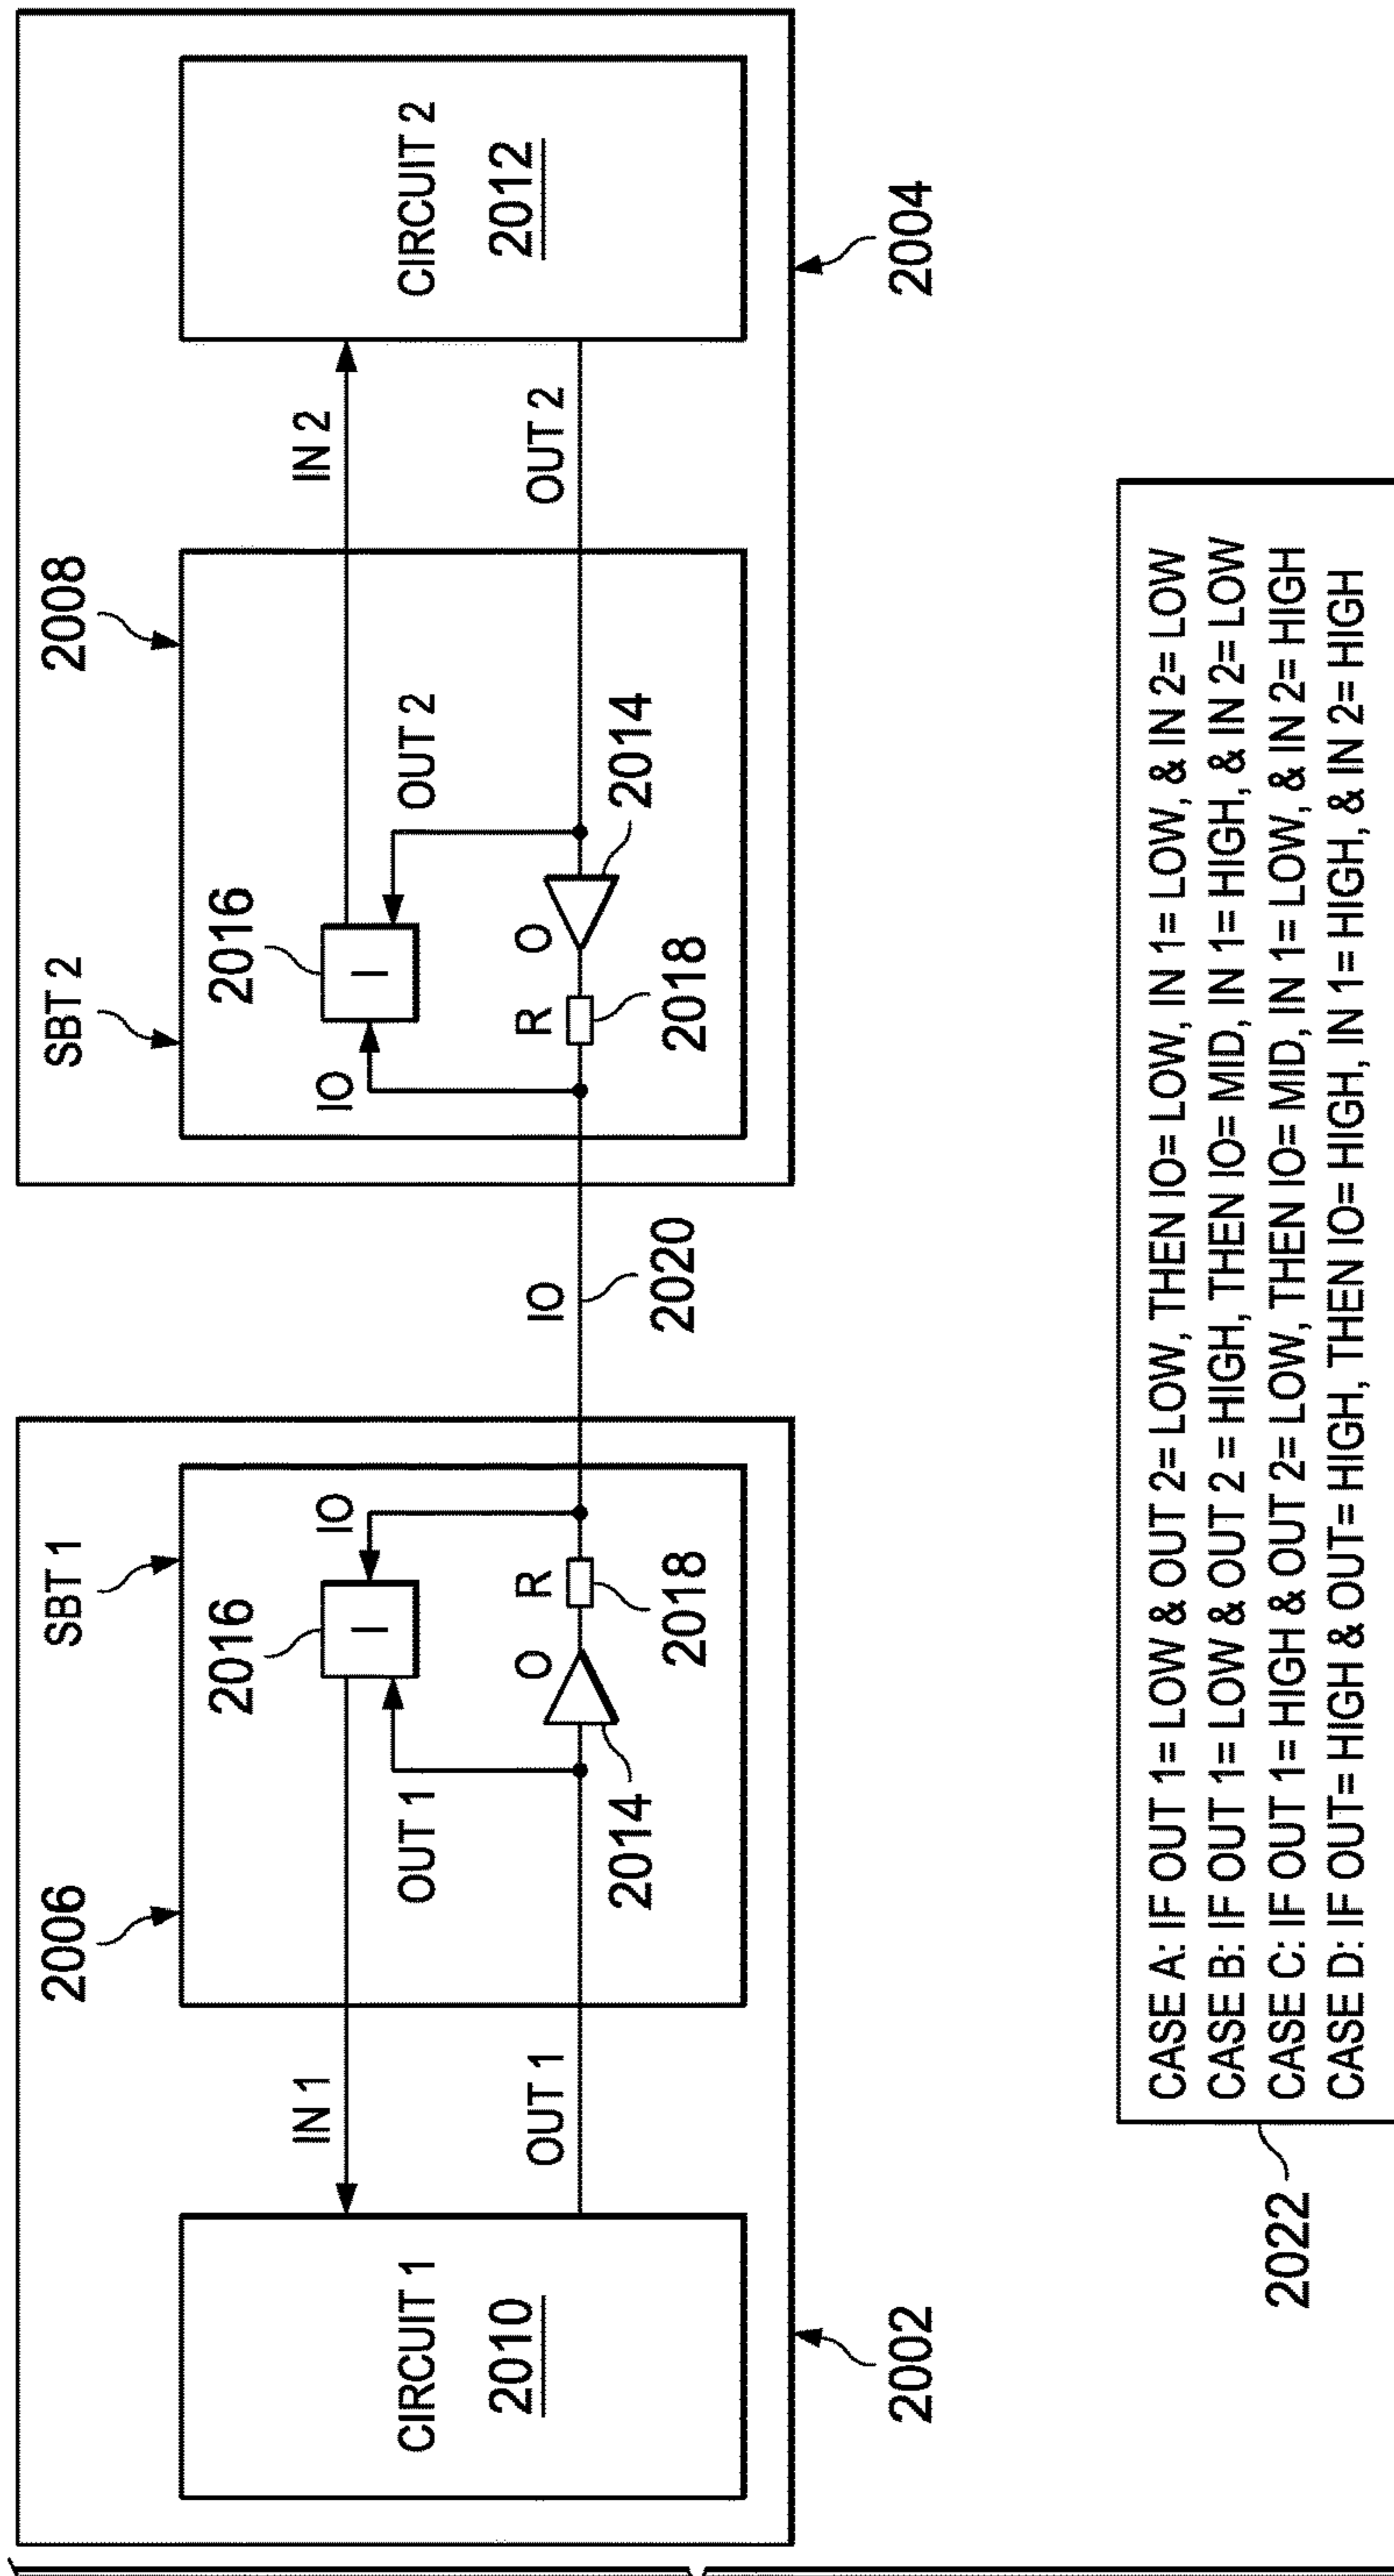 2006
SBT 1
2008
SBT 2
CIRCUIT 1
2010
IN 1
OUT 1
OUT 1
2016
I
IO
2014
O
R
2018
IO
2020
IO
R
2018
2016
I
O
2014
OUT 2
IN 2
OUT 2
CIRCUIT 2
2012
2002
2004
2022
CASE A: IF OUT 1= LOW & OUT 2= LOW, THEN IO= LOW, IN 1= LOW, & IN 2= LOW
CASE B: IF OUT 1= LOW & OUT 2 = HIGH, THEN IO= MID, IN 1= HIGH, & IN 2= LOW
CASE C: IF OUT 1= HIGH & OUT 2= LOW, THEN IO= MID, IN 1= LOW, & IN 2= HIGH
CASE D: IF OUT= HIGH & OUT= HIGH, THEN IO= HIGH, IN 1= HIGH, & IN 2= HIGH